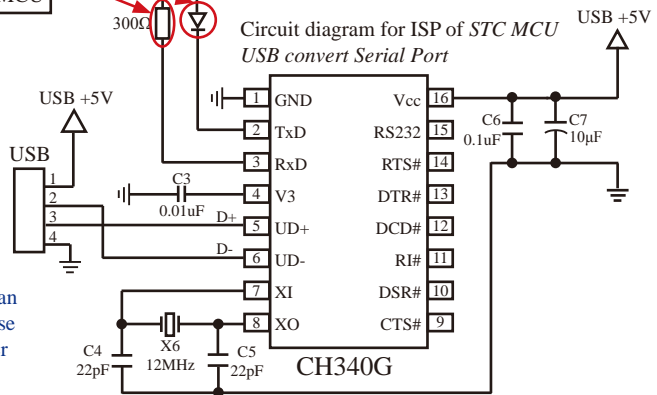 MCU
300Ω
Circuit diagram for ISP of STC MCU
USB convert Serial Port
USB +5V
USB +5V
USB
1
2
3
4
1 GND
2 TxD
3 RxD
4 V3
5 UD+
6 UD-
7 XI
8 XO
Vcc 16
RS232 15
RTS# 14
DTR# 13
DCD# 12
RI# 11
DSR# 10
CTS# 9
C3
0.01uF
D+
D-
C6
0.1uF
C7
10μF
an
se
r
C4
22pF
X6
12MHz
C5
22pF
CH340G